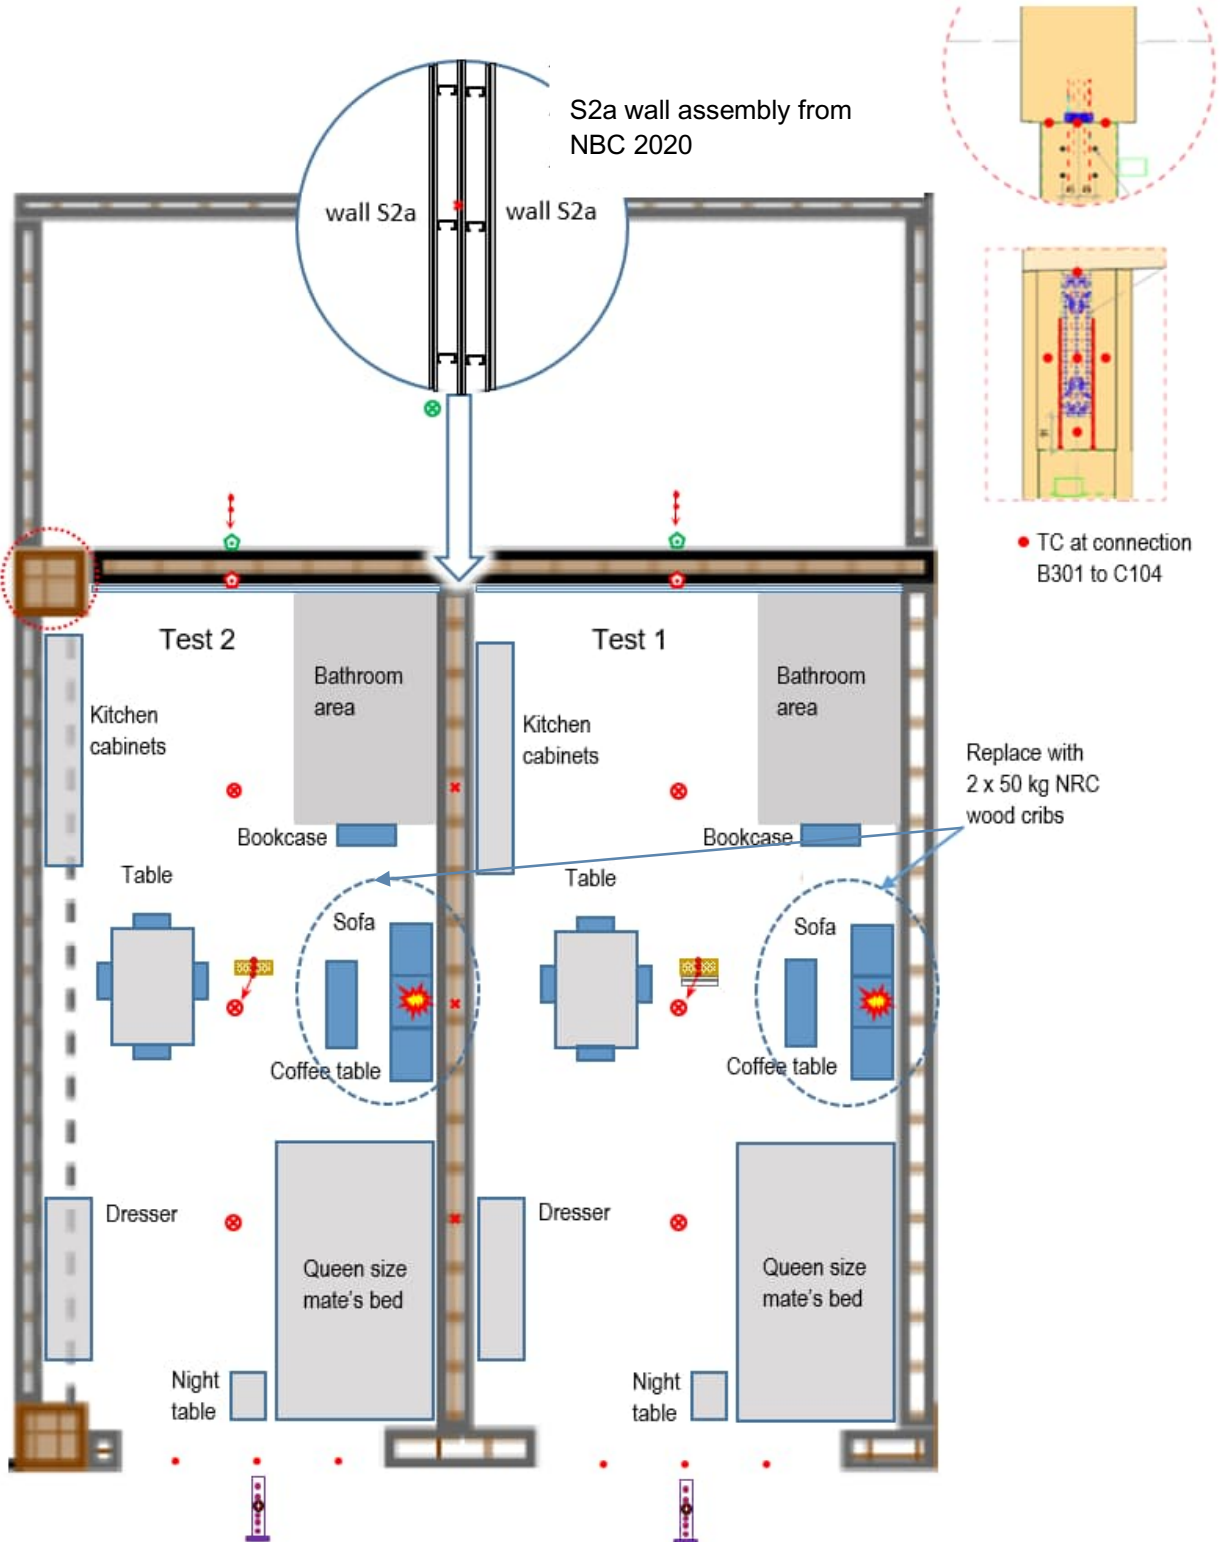 S2a wall assembly from
NBC 2020
wall S2a
wall S2a
TC at connection
B301 to C104
Test 2
Test 1
Bathroom
area
Bathroom
area
Kitchen
cabinets
Kitchen
cabinets
Replace with
2 x 50 kg NRC
wood cribs
Bookcase
Bookcase
Table
Table
Sofa
Sofa
Coffee table
Coffee table
Dresser
Dresser
Queen size
mate's bed
Queen size
mate's bed
Night
table
Night
table